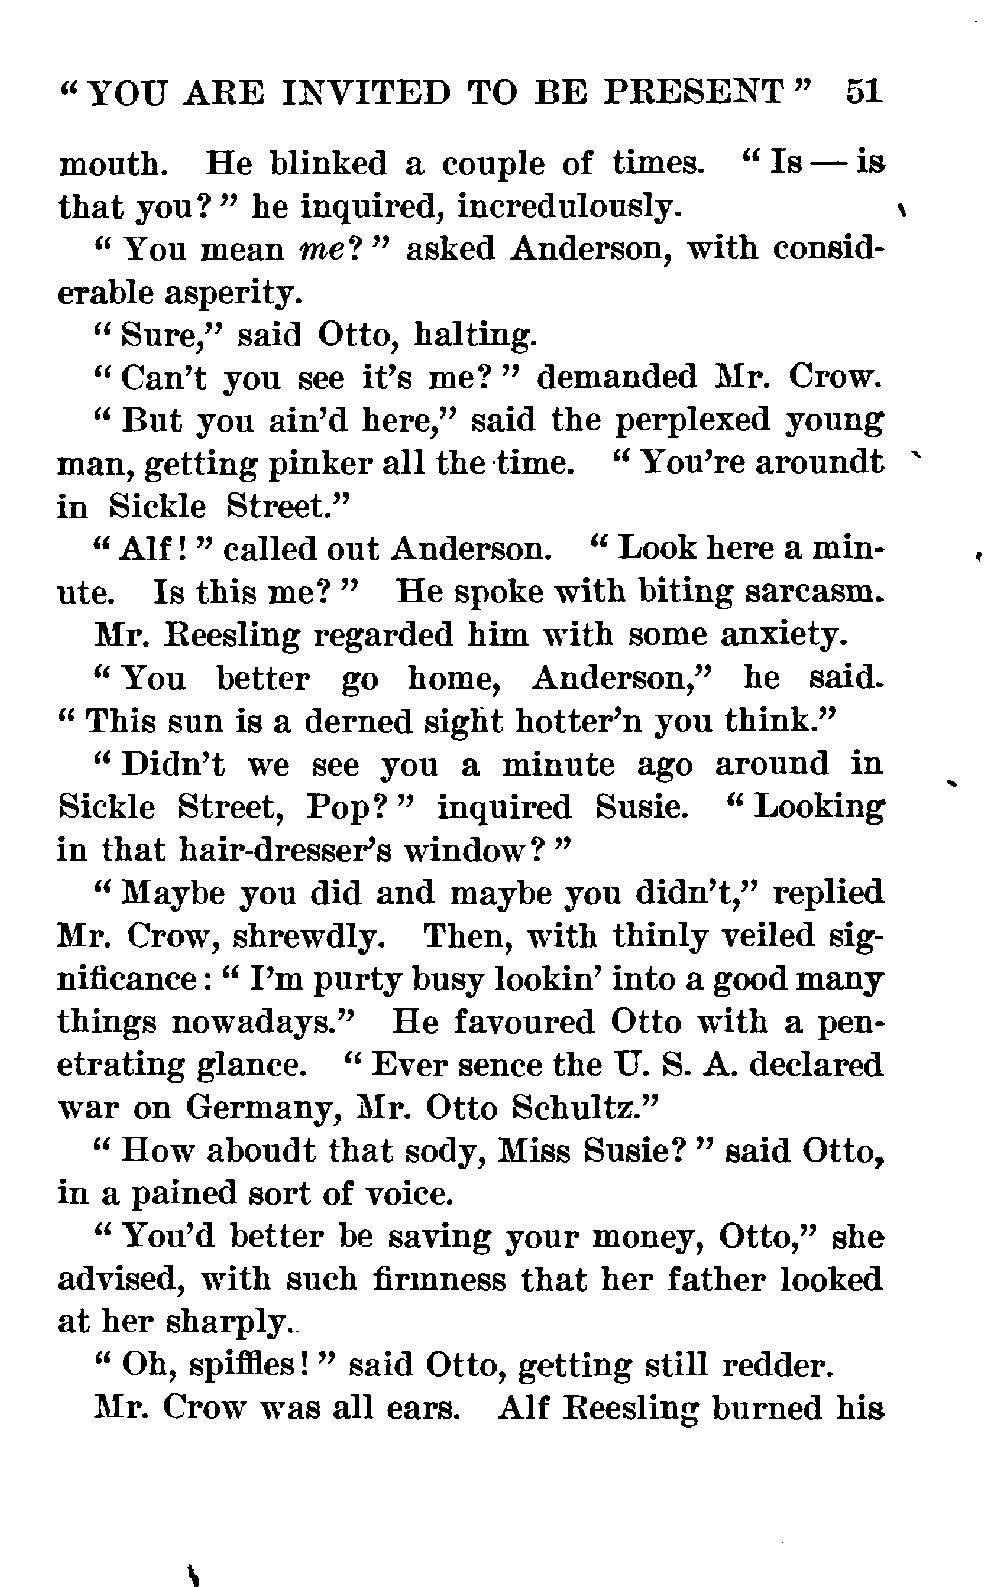 “ YOU ARE INVITED TO BE PRESENT ” 51
mouth. He blinked a couple of times. “ Is — is
that you? ” he inquired, incredulously.
“ You mean me? ” asked Anderson, with consid-
erable asperity.
“ Sure,” said Otto, halting.
“ Can’t you see it’s me? ” demanded Mr. Crow.
“ But you ain’d here,” said the perplexed young
man, getting pinker all the time. “ You’re aroundt
in Sickle Street.”
“ Alf! ” called out Anderson. “ Look here a min-
ute. Is this me? ” He spoke with biting sarcasm.
Mr. Reesling regarded him with some anxiety.
“ You better go home, Anderson,” he said.
“ This sun is a derned sight hotter’n you think.”
“ Didn’t we see you a minute ago around in
Sickle Street, Pop? ” inquired Susie. “ Looking
in that hair-dresser’s window? ”
“ Maybe you did and maybe you didn’t,” replied
Mr. Crow, shrewdly. Then, with thinly veiled sig-
nificance: “ I’m purty busy lookin’ into a good many
things nowadays.” He favoured Otto with a pen-
etrating glance. “ Ever sence the U. S. A. declared
war on Germany, Mr. Otto Schultz.”
“ How aboudt that sody, Miss Susie? ” said Otto,
in a pained sort of voice.
“ You’d better be saving your money, Otto,” she
advised, with such firmness that her father looked
at her sharply.
“ Oh, spiffles! ” said Otto, getting still redder.
Mr. Crow was all ears. Alf Reesling burned his